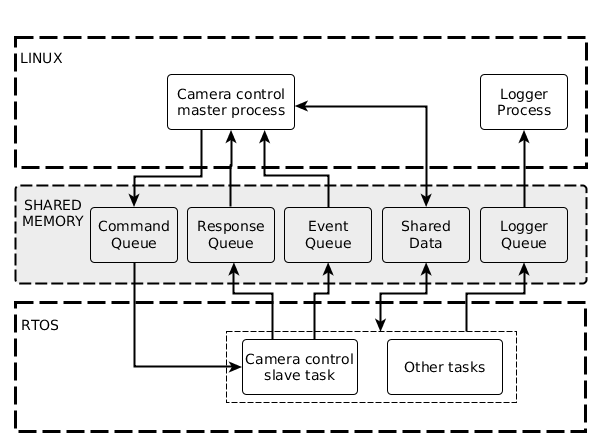 LINUX
Camera control
master process
Logger
Process
SHARED
MEMORY
Command
Queue
Response
Queue
Event
Queue
Shared
Data
Logger
Queue
RTOS
Camera control
slave task
Other tasks